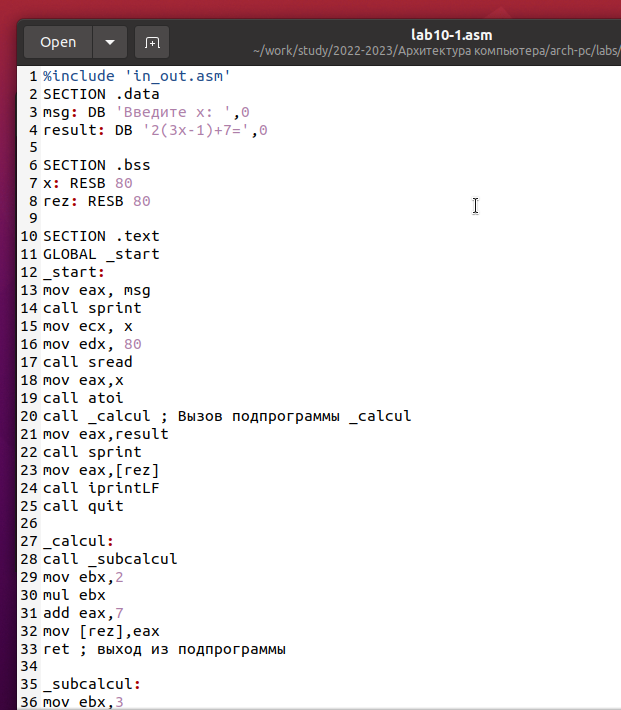 Open
lab10-1.asm
~/work/study/2022-2023/Архитектура компьютера/arch-pc/labs/
1 %include 'in_out.asm'
2 SECTION .data
3 msg: DB 'Введите x: ',0
4 result: DB '2(3x-1)+7=',0
5
6 SECTION .bss
7 x: RESB 80
8 rez: RESB 80
9
10 SECTION .text
11 GLOBAL _start
12 _start:
13 mov eax, msg
14 call sprint
15 mov ecx, x
16 mov edx, 80
17 call sread
18 mov eax,x
19 call atoi
20 call _calcul ; Вызов подпрограммы _calcul
21 mov eax,result
22 call sprint
23 mov eax,[rez]
24 call iprintLF
25 call quit
26
27 _calcul:
28 call _subcalcul
29 mov ebx,2
30 mul ebx
31 add eax,7
32 mov [rez],eax
33 ret ; выход из подпрограммы
34
35 _subcalcul:
36 mov ebx,3